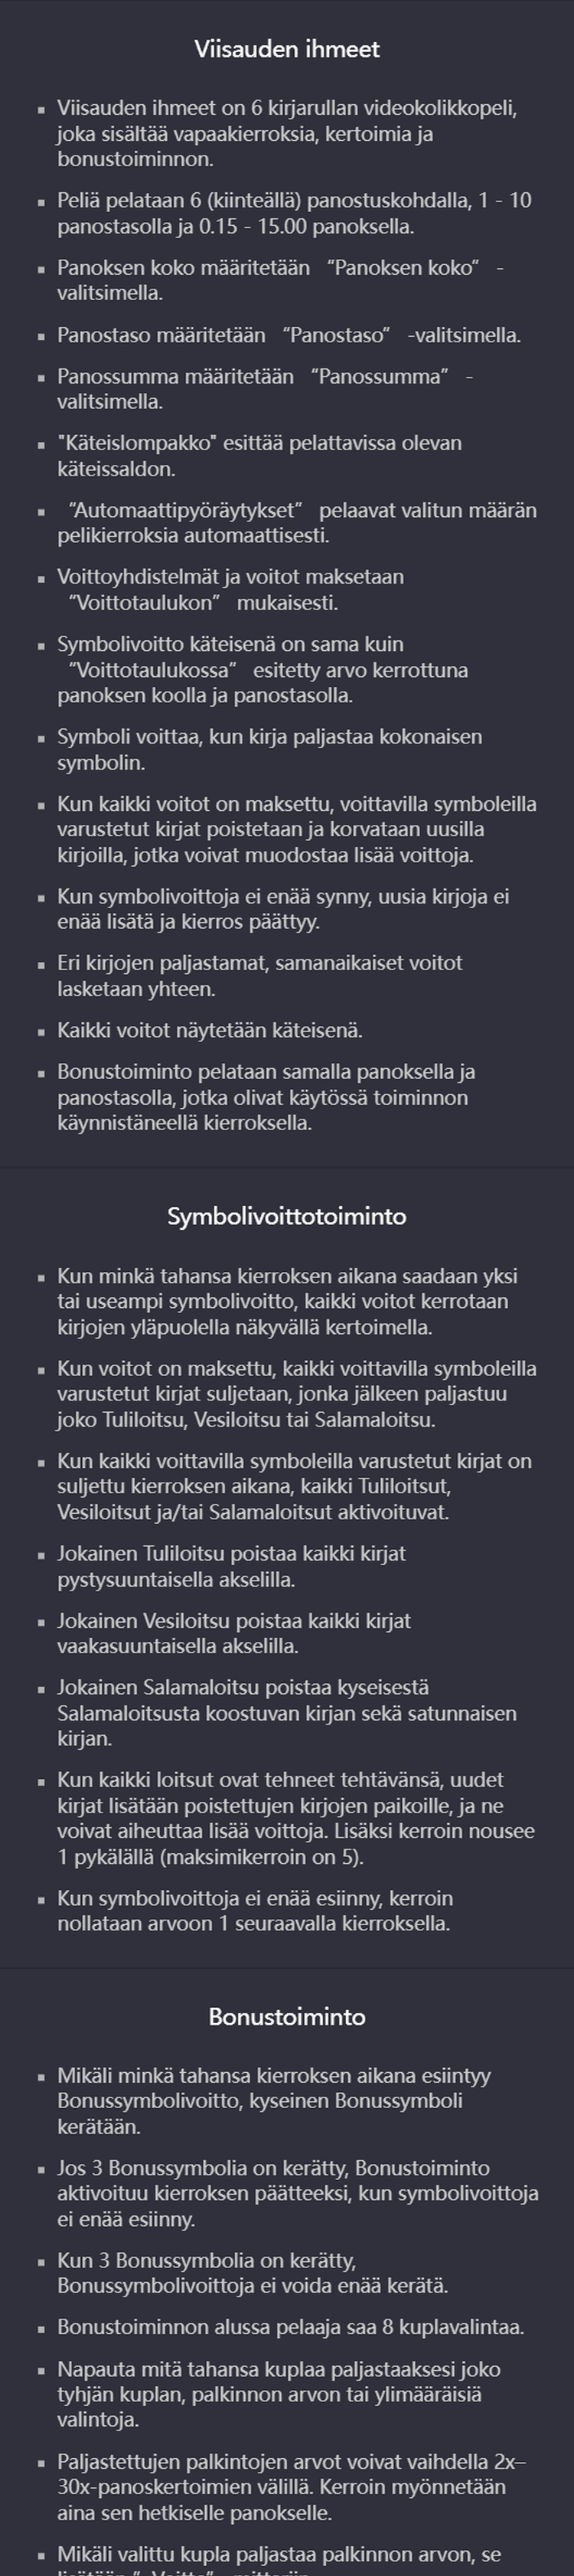 Viisauden ihmeet
▪ Viisauden ihmeet on 6 kirjarullan videokolikkopeli,
joka sisältää vapaakierroksia, kertoimia ja
bonustoiminnon.
▪ Peliä pelataan 6 (kiinteällä) panostuskohdalla, 1 - 10
panostasolla ja 0.15 - 15.00 panoksella.
▪ Panoksen koko määritetään “Panoksen koko” -
valitsimella.
▪ Panostaso määritetään “Panostaso” -valitsimella.
▪ Panossumma määritetään “Panossumma” -
valitsimella.
▪ "Käteislompakko" esittää pelattavissa olevan
käteissaldon.
▪ “Automaattipyöräytykset” pelaavat valitun määrän
pelikierroksia automaattisesti.
▪ Voittoyhdistelmät ja voitot maksetaan
“Voittotaulukon” mukaisesti.
▪ Symbolivoitto käteisenä on sama kuin
“Voittotaulukossa” esitetty arvo kerrottuna
panoksen koolla ja panostasolla.
▪ Symboli voittaa, kun kirja paljastaa kokonaisen
symbolin.
▪ Kun kaikki voitot on maksettu, voittavilla symboleilla
varustetut kirjat poistetaan ja korvataan uusilla
kirjoilla, jotka voivat muodostaa lisää voittoja.
▪ Kun symbolivoittoja ei enää synny, uusia kirjoja ei
enää lisätä ja kierros päättyy.
▪ Eri kirjojen paljastamat, samanaikaiset voitot
lasketaan yhteen.
▪ Kaikki voitot näytetään käteisenä.
▪ Bonustoiminto pelataan samalla panoksella ja
panostasolla, jotka olivat käytössä toiminnon
käynnistäneellä kierroksella.
Symbolivoittotoiminto
▪ Kun minkä tahansa kierroksen aikana saadaan yksi
tai useampi symbolivoitto, kaikki voitot kerrotaan
kirjojen yläpuolella näkyvällä kertoimella.
▪ Kun voitot on maksettu, kaikki voittavilla symboleilla
varustetut kirjat suljetaan, jonka jälkeen paljastuu
joko Tuliloitsu, Vesiloitsu tai Salamaloitsu.
▪ Kun kaikki voittavilla symboleilla varustetut kirjat on
suljettu kierroksen aikana, kaikki Tuliloitsut,
Vesiloitsut ja/tai Salamaloitsut aktivoituvat.
▪ Jokainen Tuliloitsu poistaa kaikki kirjat
pystysuuntaisella akselilla.
▪ Jokainen Vesiloitsu poistaa kaikki kirjat
vaakasuuntaisella akselilla.
▪ Jokainen Salamaloitsu poistaa kyseisestä
Salamaloitsusta koostuvan kirjan sekä satunnaisen
kirjan.
▪ Kun kaikki loitsut ovat tehneet tehtävänsä, uudet
kirjat lisätään poistettujen kirjojen paikoille, ja ne
voivat aiheuttaa lisää voittoja. Lisäksi kerroin nousee
1 pykälällä (maksimikerroin on 5).
▪ Kun symbolivoittoja ei enää esiinny, kerroin
nollataan arvoon 1 seuraavalla kierroksella.
Bonustoiminto
▪ Mikäli minkä tahansa kierroksen aikana esiintyy
Bonussymbolivoitto, kyseinen Bonussymboli
kerätään.
▪ Jos 3 Bonussymbolia on kerätty, Bonustoiminto
aktivoituu kierroksen päätteeksi, kun symbolivoittoja
ei enää esiinny.
▪ Kun 3 Bonussymbolia on kerätty,
Bonussymbolivoittoja ei voida enää kerätä.
▪ Bonustoiminnon alussa pelaaja saa 8 kuplavalintaa.
▪ Napauta mitä tahansa kuplaa paljastaaksesi joko
tyhjän kuplan, palkinnon arvon tai ylimääräisiä
valintoja.
▪ Paljastettujen palkintojen arvot voivat vaihdella 2x–
30x-panoskertoimien välillä. Kerroin myönnetään
aina sen hetkiselle panokselle.
▪ Mikäli valittu kupla paljastaa palkinnon arvon, se